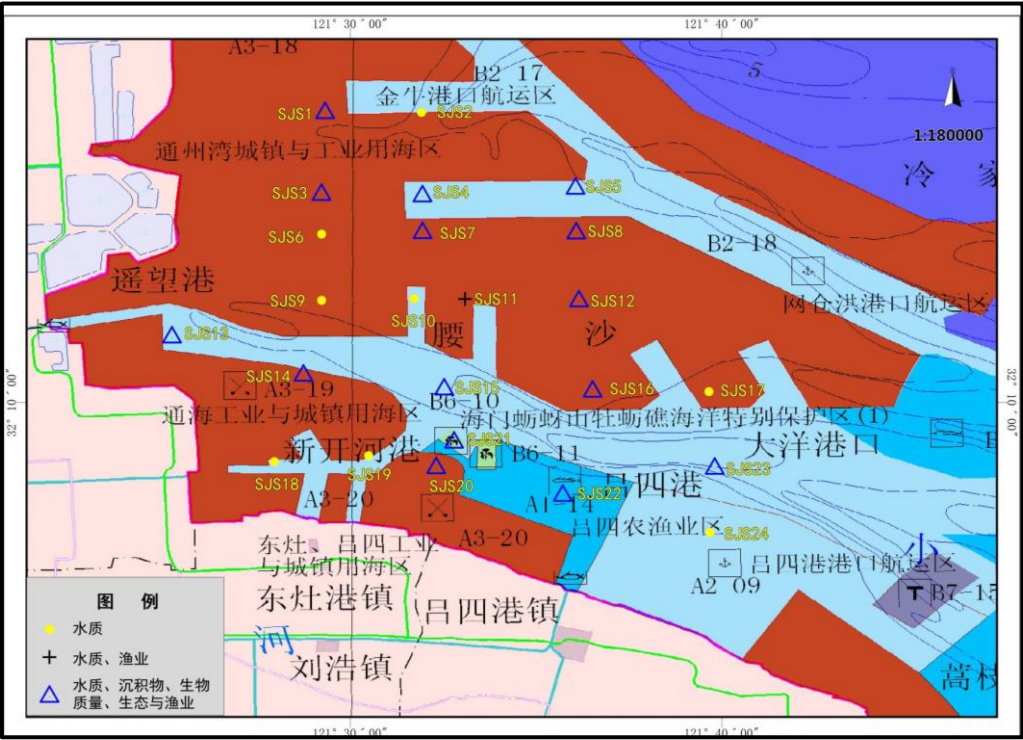 121° 30′ 00″
121° 40′ 00″
A3-18
B2 17
金牛港口航运区
5
1:180000
SJS1
SJS2
通州湾城镇与工业用海区
冷 家
SJS3
SJS4
SJS5
SJS6
SJS7
SJS8
B2-18
遥望港
网仓洪港口航运区
SJS9
SJS10
SJS11
SJS12
SJS13
腰 沙
SJS14
A3-19
SJS15
SJS16
SJS17
32° 10′ 00″
32° 10′ 00″
B6-10
通海工业与城镇用海区
海门蛎蚜山牡蛎礁海洋特别保护区(1)
新开河港
SJS21
B6-11
大洋港口
SJS18
SJS19
SJS20
SJS22
吕四港
SJS23
A3-20
A1-14
A3-20
吕四农渔业区
SJS24
小
东灶、吕四工业
与城镇用海区
吕四港港口航运区
A2 09
B7-15
东灶港镇
吕四港镇
河
刘浩镇
蒿枝
图 例
水质
水质、渔业
水质、沉积物、生物
质量、生态与渔业
121° 30′ 00″
121° 40′ 00″